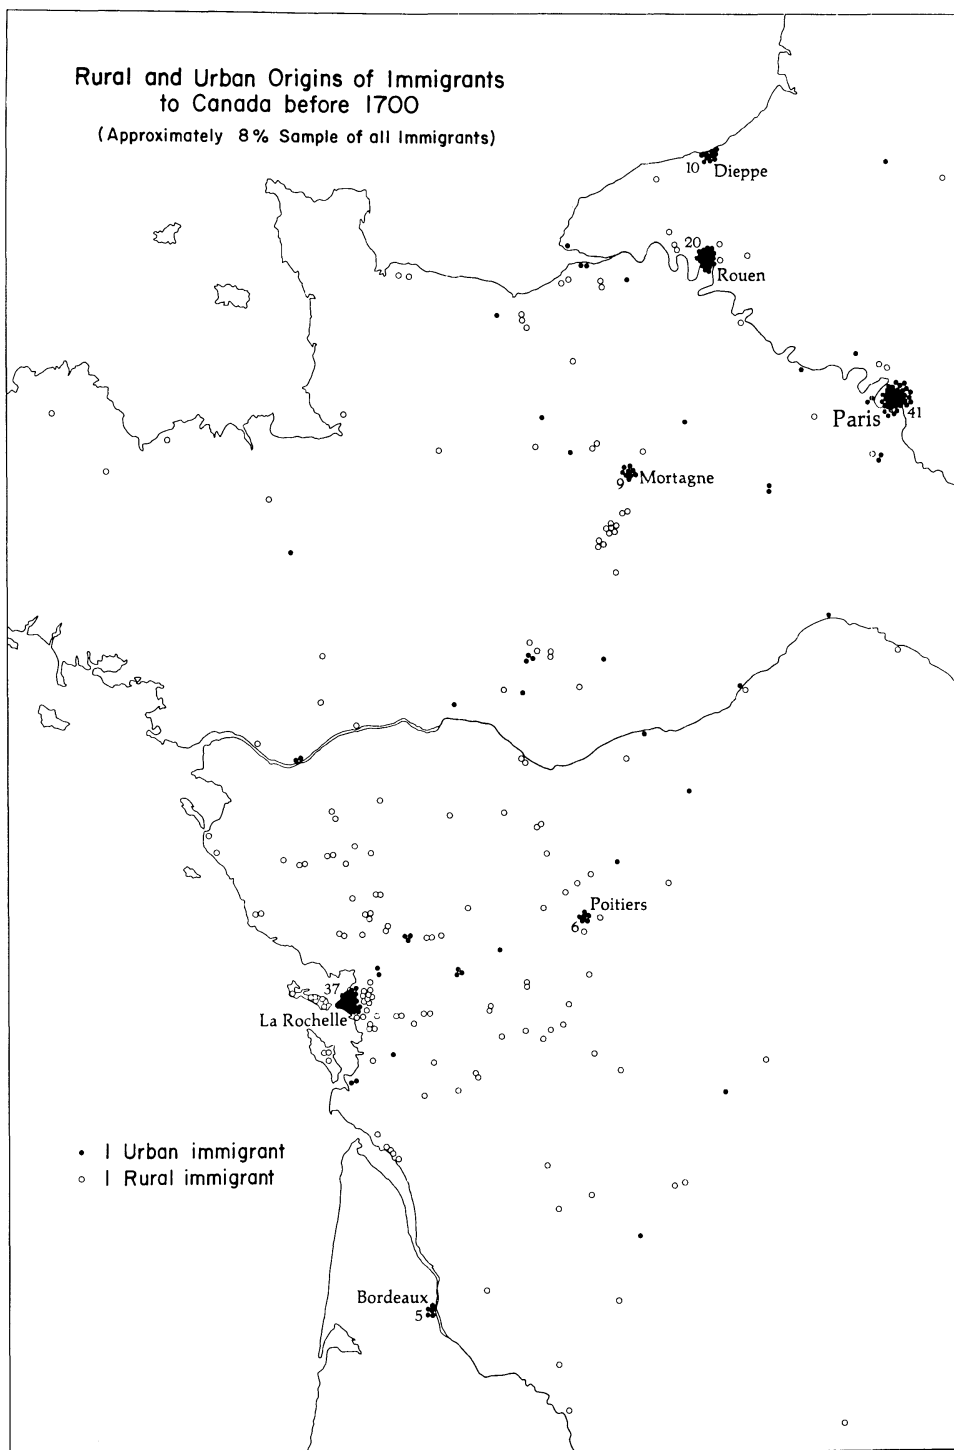 Rural and Urban Origins of Immigrants
to Canada before 1700
(Approximately 8% Sample of all Immigrants)
10 Dieppe
20
Rouen
Paris 41
9 Mortagne
Poitiers
6
37
La Rochelle
• 1 Urban immigrant
○ 1 Rural immigrant
Bordeaux
5